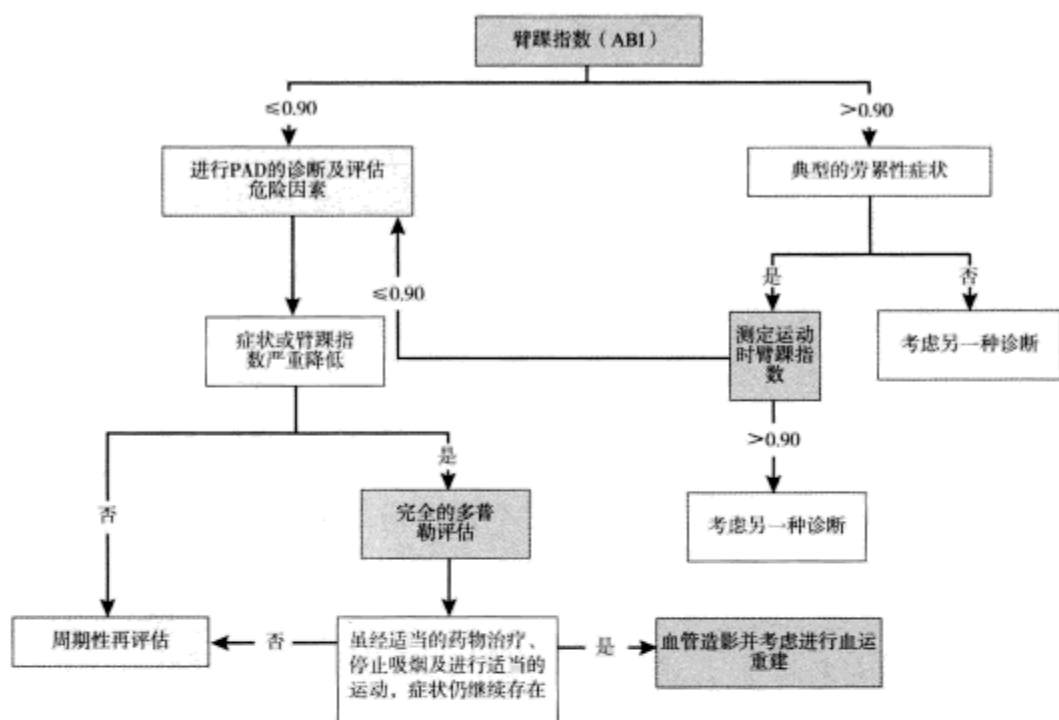 臂踝指数（ABI）
≤0.90
>0.90
进行PAD的诊断及评估
危险因素
典型的劳累性症状
≤0.90
是
否
症状或臂踝指
数严重降低
测定运动
时臂踝指
数
考虑另一种诊断
>0.90
否
是
完全的多普
勒评估
考虑另一种诊断
周期性再评估
否
虽经适当的药物治疗、
停止吸烟及进行适当的
运动，症状仍继续存在
是
血管造影并考虑进行血运
重建